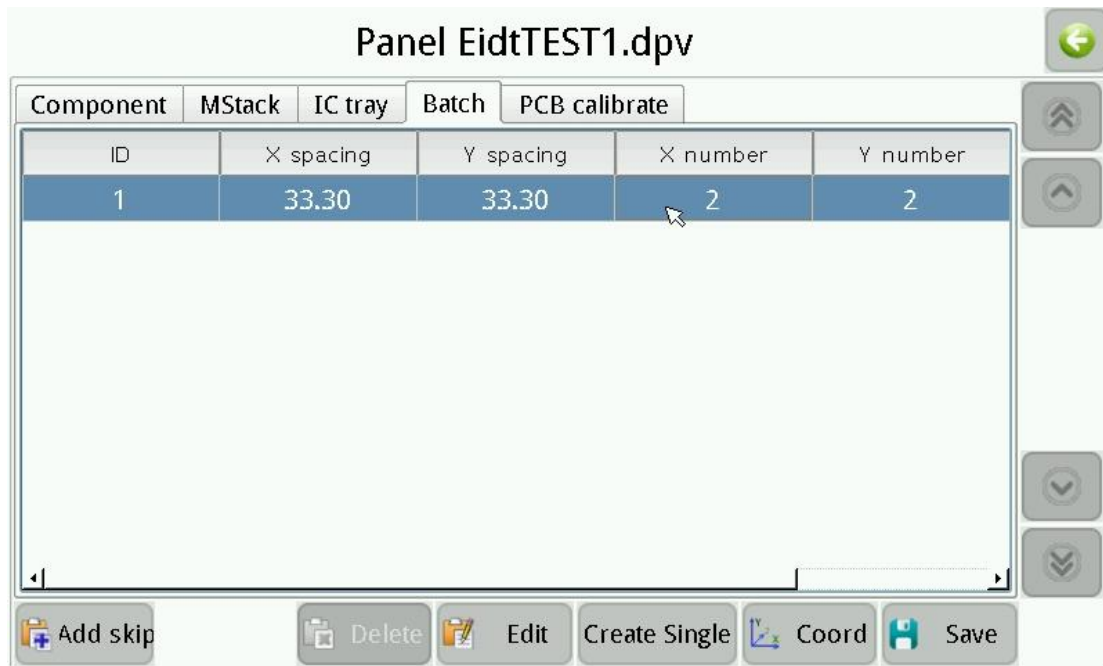 Panel EidtTEST1.dpv
Component MStack IC tray Batch PCB calibrate
ID X spacing Y spacing X number Y number
1 33.30 33.30 2 2
Add skip Delete Edit Create Single Coord Save